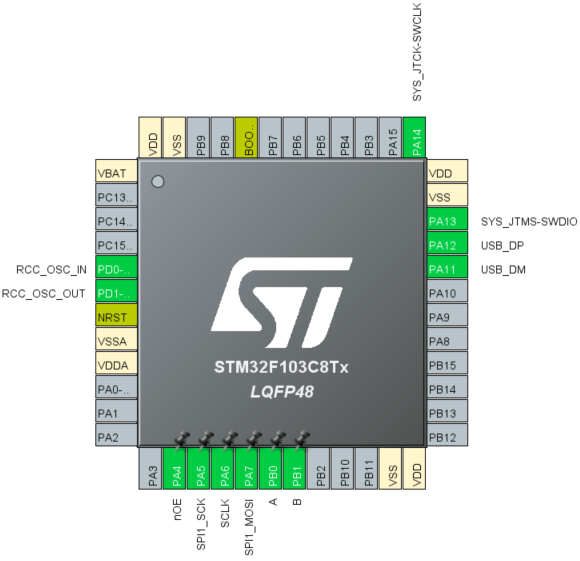 SYS_JTCK-SWCLK
VDD
VSS
PB9
PB8
BOO..
PB7
PB6
PB5
PB4
PB3
PA15
PA14
VBAT
PC13..
PC14..
PC15..
RCC_OSC_IN PD0-..
RCC_OSC_OUT PD1-..
NRST
VSSA
VDDA
PA0-..
PA1
PA2
VDD
VSS
PA13 SYS_JTMS-SWDIO
PA12 USB_DP
PA11 USB_DM
PA10
PA9
PA8
PB15
PB14
PB13
PB12
ST
STM32F103C8Tx
LQFP48
PA3
PA4
PA5
PA6
PA7
PB0
PB1
PB2
PB10
PB11
VSS
VDD
nOE
SPI1_SCK
SCLK
SPI1_MOSI
A
B